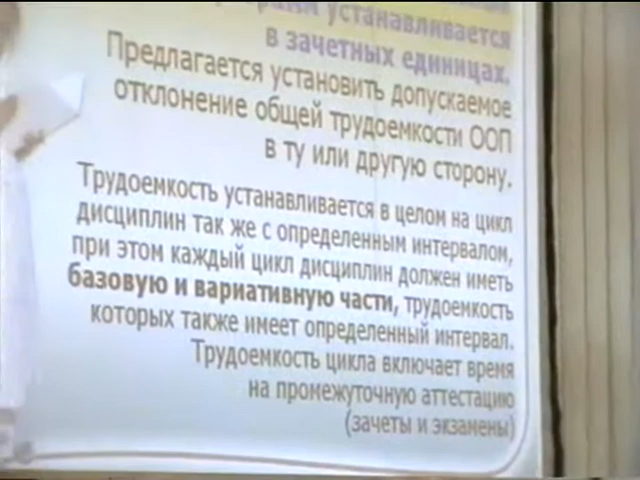 устанавливается
в зачетных единицах.
Предлагается установить допускаемое
отклонение общей трудоемкости ООП
в ту или другую сторону.
Трудоемкость устанавливается в целом на цикл
дисциплин так же с определенным интервалом,
при этом каждый цикл дисциплин должен иметь
базовую и вариативную части, трудоемкость
которых также имеет определенный интервал.
Трудоемкость цикла включает время
на промежуточную аттестацию
(зачеты и экзамены)